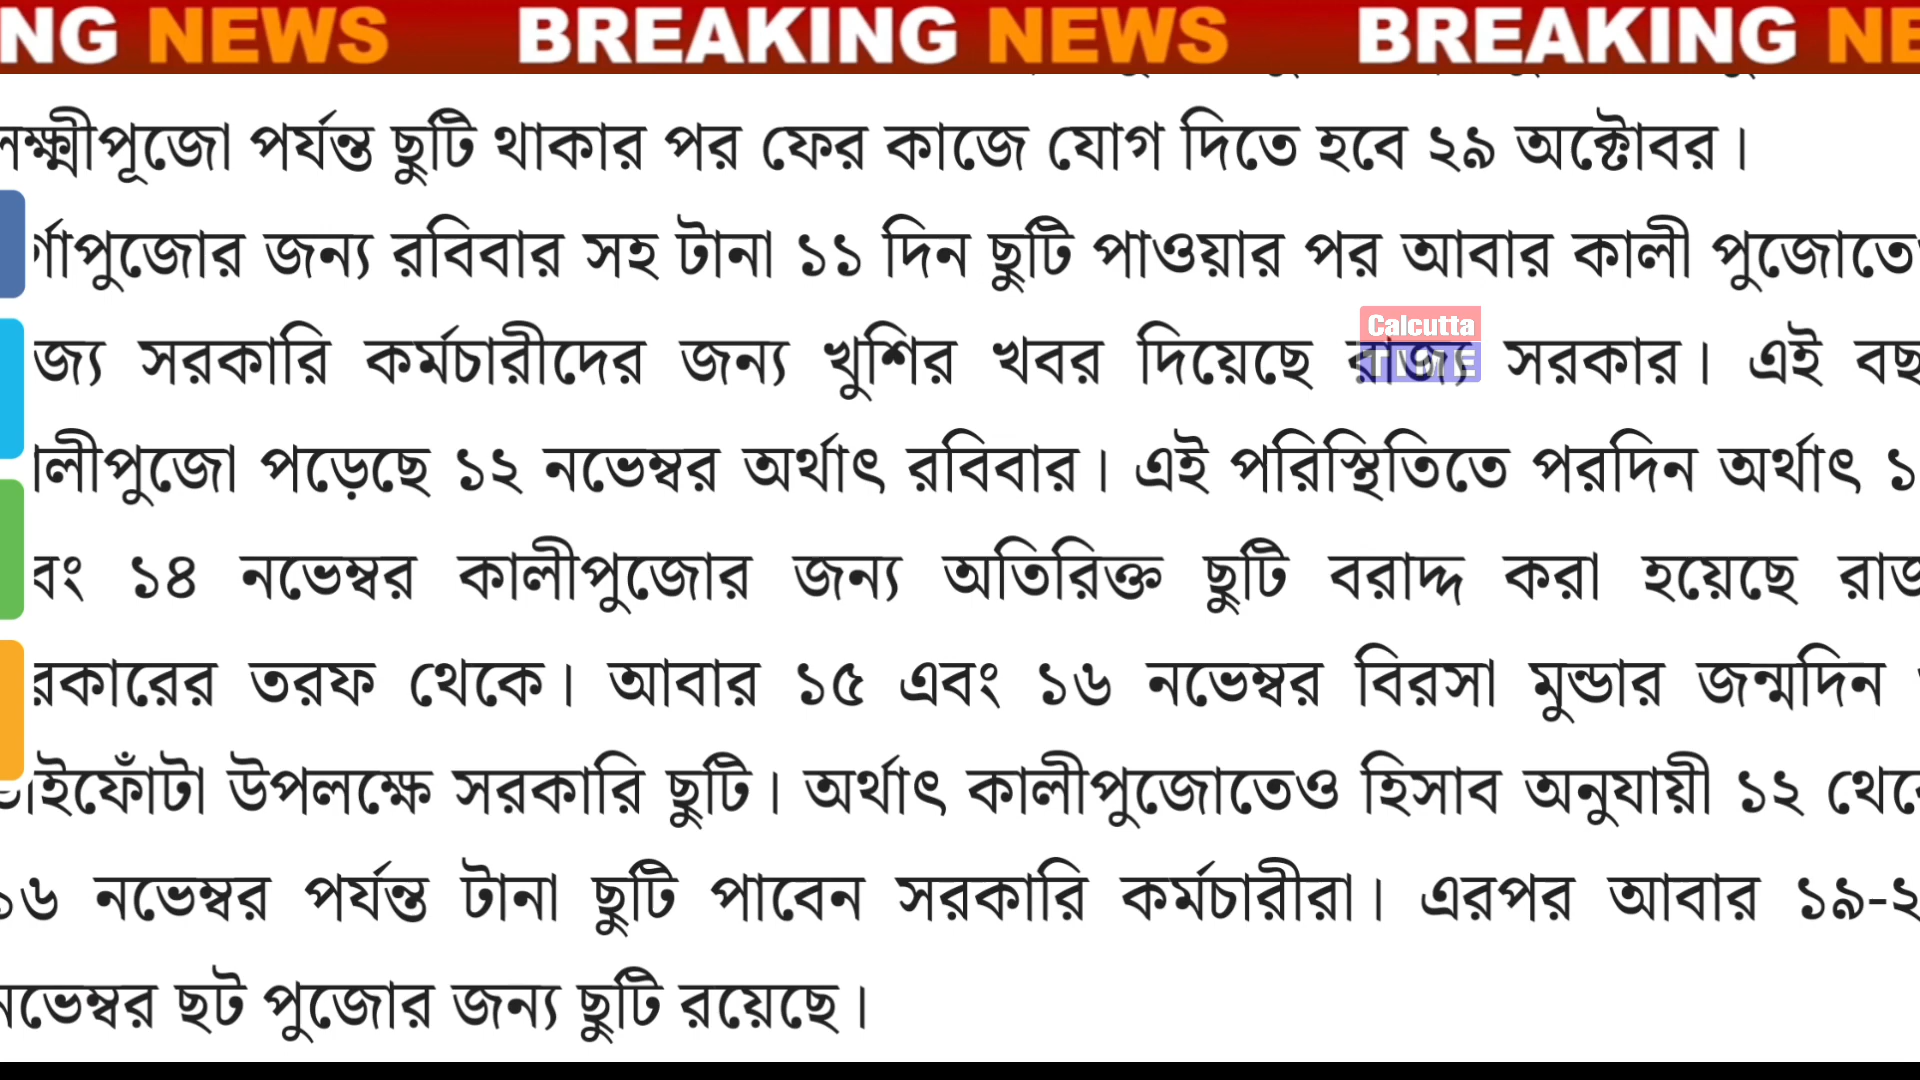 NG NEWS BREAKING NEWS BREAKING NE
লক্ষ্মীপূজো পর্যন্ত ছুটি থাকার পর ফের কাজে যোগ দিতে হবে ২৯ অক্টোবর।
র্গাপুজোর জন্য রবিবার সহ টানা ১১ দিন ছুটি পাওয়ার পর আবার কালী পুজোতে
জ্য সরকারি কর্মচারীদের জন্য খুশির খবর দিয়েছে রাজ্য সরকার। এই বছ
Calcutta
TIME
লীপুজো পড়েছে ১২ নভেম্বর অর্থাৎ রবিবার। এই পরিস্থিতিতে পরদিন অর্থাৎ ১
বং ১৪ নভেম্বর কালীপুজোর জন্য অতিরিক্ত ছুটি বরাদ্দ করা হয়েছে রাজ
রকারের তরফ থেকে। আবার ১৫ এবং ১৬ নভেম্বর বিরসা মুন্ডার জন্মদিন
ভাইফোঁটা উপলক্ষে সরকারি ছুটি। অর্থাৎ কালীপুজোতেও হিসাব অনুযায়ী ১২ থেকে
১৬ নভেম্বর পর্যন্ত টানা ছুটি পাবেন সরকারি কর্মচারীরা। এরপর আবার ১৯-২
নভেম্বর ছট পুজোর জন্য ছুটি রয়েছে।